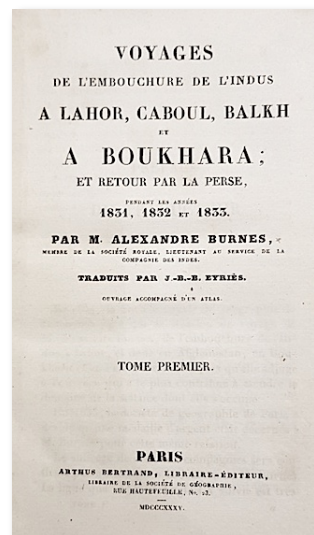 VOYAGES
DE L'EMBOUCHURE DE L'INDUS
A LAHOR, CABOUL, BALKH
ET
A BOUKHARA;
ET RETOUR PAR LA PERSE,
PENDANT LES ANNÉES
1831, 1832 ET 1833.
PAR M. ALEXANDRE BURNES,
MEMBRE DE LA SOCIÉTÉ ROYALE, LIEUTENANT AU SERVICE DE LA
COMPAGNIE DES INDES.
TRADUITS PAR J.-B.-B. EYRIÈS.
OUVRAGE ACCOMPAGNÉ D'UN ATLAS.
TOME PREMIER.
PARIS
ARTHUS BERTRAND, LIBRAIRE-ÉDITEUR,
LIBRAIRE DE LA SOCIÉTÉ DE GÉOGRAPHIE,
RUE HAUTEFEUILLE, No. 23.
MDCCCXXXV.